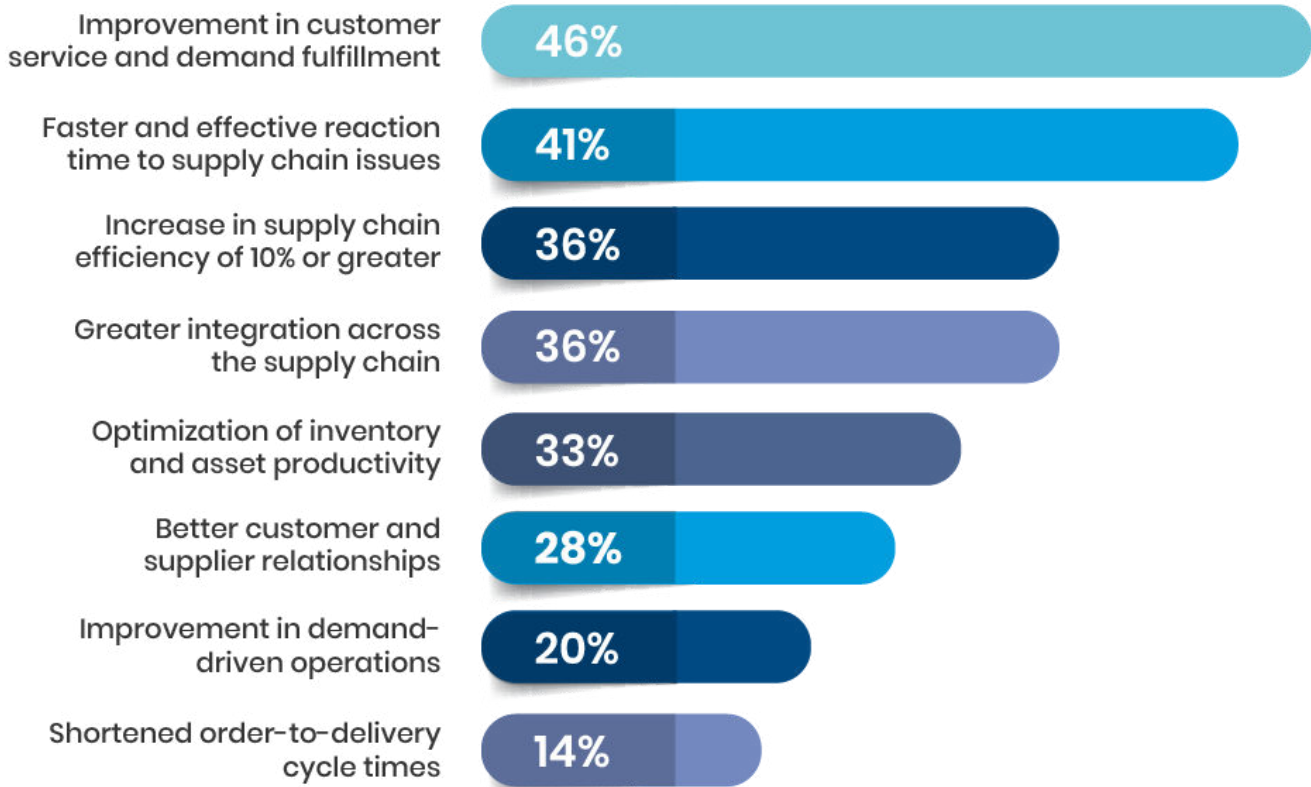 Improvement in customer
service and demand fulfillment
46%
Faster and effective reaction
time to supply chain issues
41%
Increase in supply chain
efficiency of 10% or greater
36%
Greater integration across
the supply chain
36%
Optimization of inventory
and asset productivity
33%
Better customer and
supplier relationships
28%
Improvement in demand-
driven operations
20%
Shortened order-to-delivery
cycle times
14%